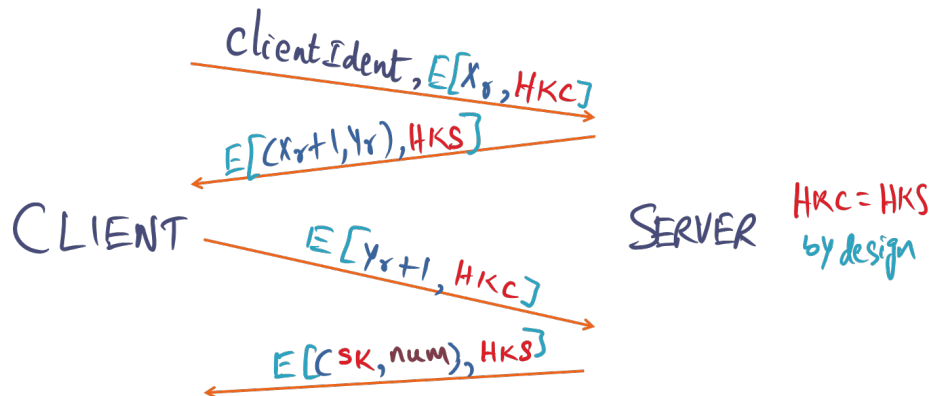 ClientIdent, E[Xr, HKC]
E[(Xr+1, Yr), HKS]
CLIENT
SERVER
HKC = HKS
by design
E[Yr+1, HKC]
E[(SK, num), HKS]